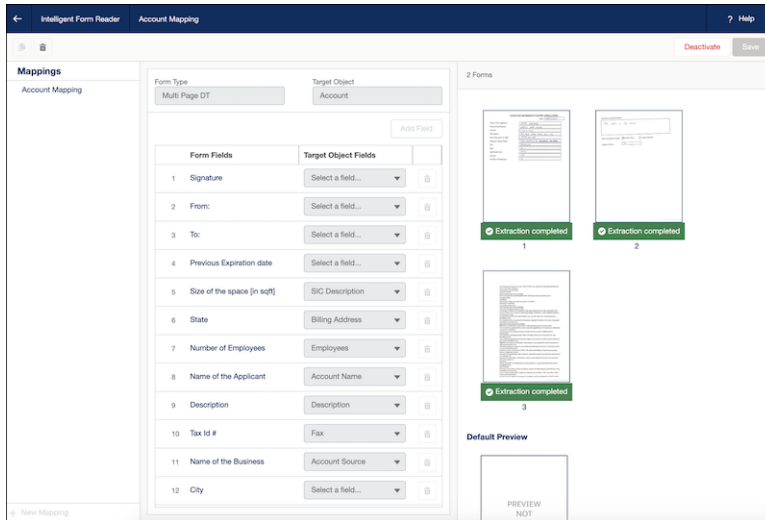 Intelligent Form Reader
Account Mapping
? Help
Deactivate
Save
Mappings
Account Mapping
+ New Mapping
Form Type
Target Object
Multi Page DT
Account
Add Field
Form Fields
Target Object Fields
1 Signature Select a field...
2 From: Select a field...
3 To: Select a field...
4 Previous Expiration date Select a field...
5 Size of the space [in sqft] SIC Description
6 State Billing Address
7 Number of Employees Employees
8 Name of the Applicant Account Name
9 Description Description
10 Tax Id # Fax
11 Name of the Business Account Source
12 City Select a field...
2 Forms
Extraction completed
1
Extraction completed
2
Extraction completed
3
Default Preview
PREVIEW
NOT